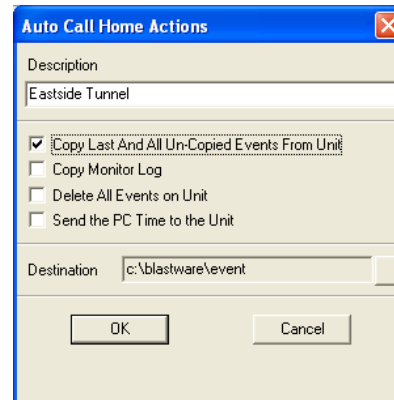 Auto Call Home Actions
Description
Eastside Tunnel
Copy Last And All Un-Copied Events From Unit
Copy Monitor Log
Delete All Events on Unit
Send the PC Time to the Unit
Destination c:\blastware\event
OK Cancel